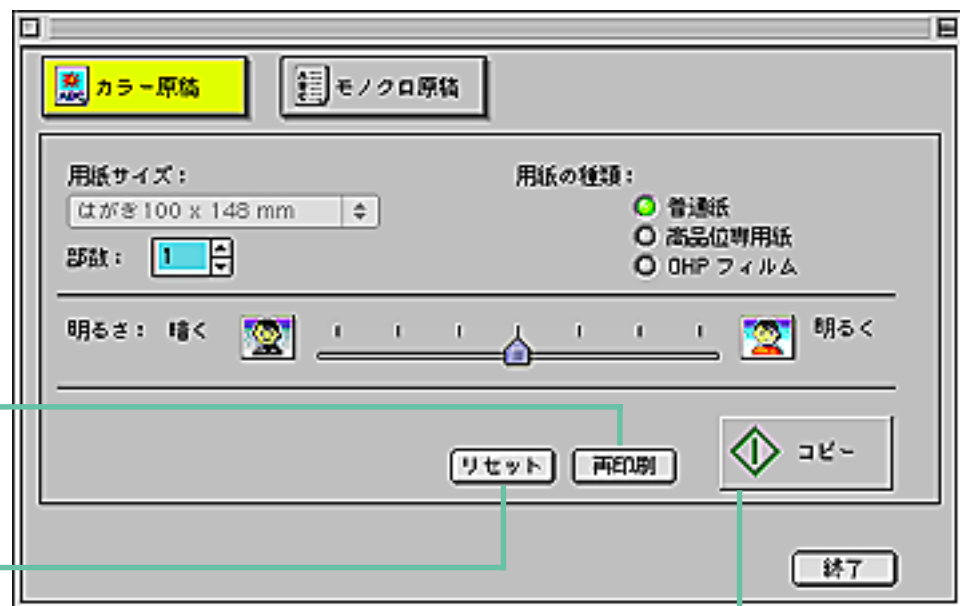 カラー原稿
モノクロ原稿
用紙サイズ：
用紙の種類：
はがき100 x 148 mm
普通紙
高品位専用紙
OHP フィルム
部数：
1
明るさ： 暗く
明るく
リセット
再印刷
コピー
終了